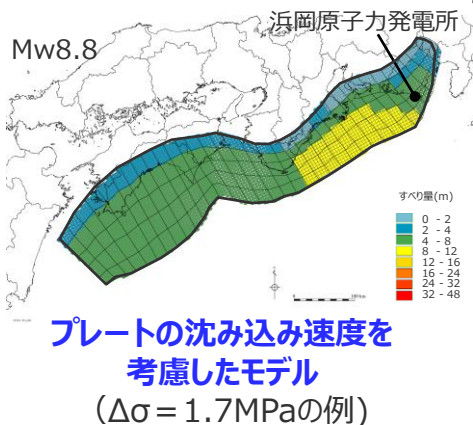 浜岡原子力発電所
Mw8.8
すべり量(m)
0 - 2
2 - 4
4 - 8
8 - 12
12 - 16
16 - 24
24 - 32
32 - 48
プレートの沈み込み速度を
考慮したモデル
(Δσ＝1.7MPaの例)